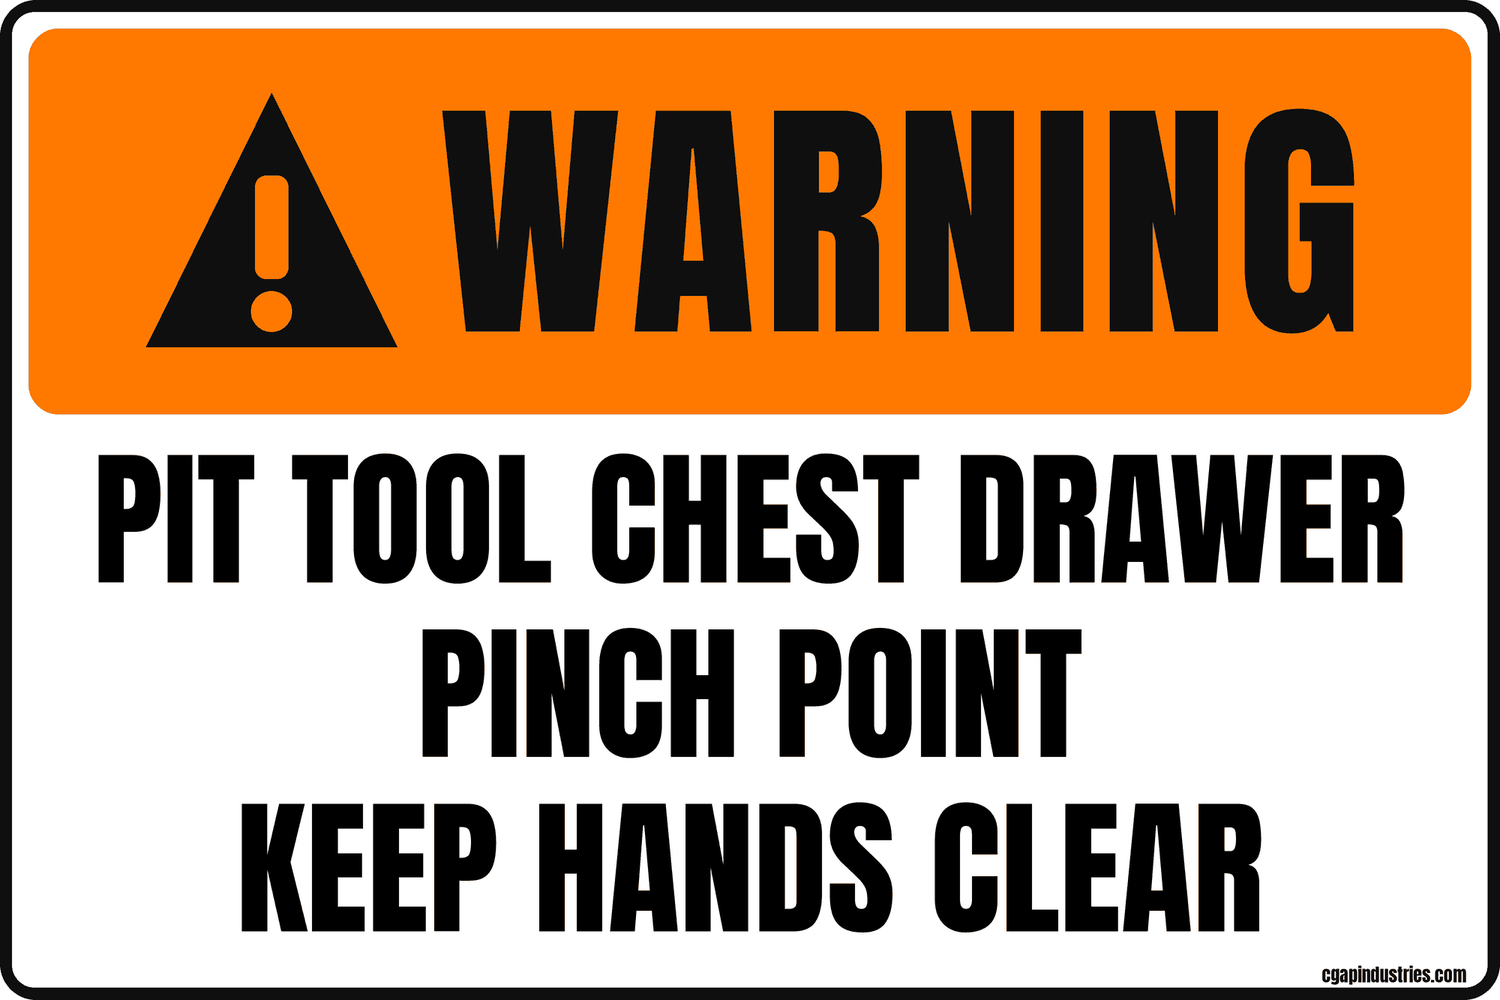 WARNING
PIT TOOL CHEST DRAWER
PINCH POINT
KEEP HANDS CLEAR
cgapindustries.com